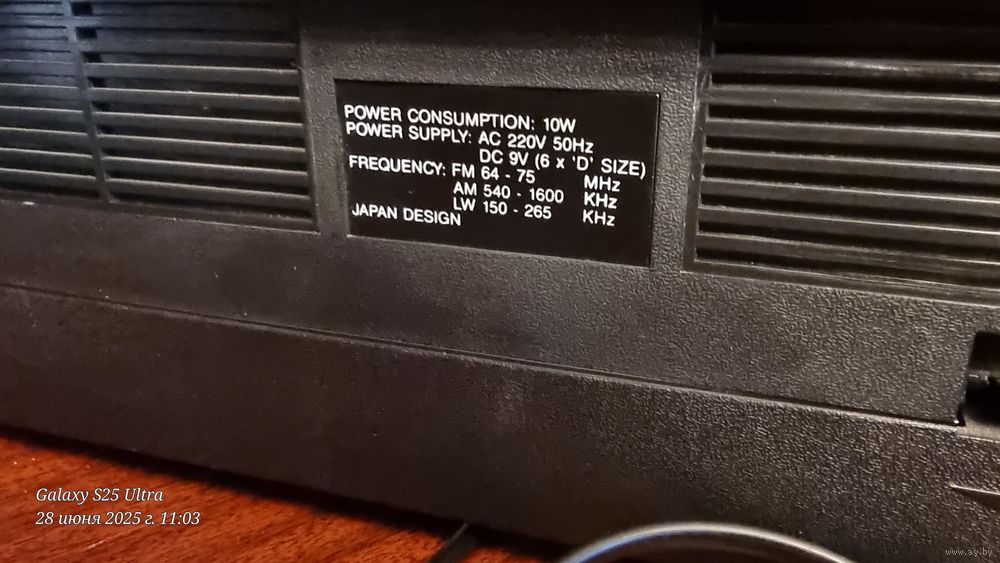 POWER CONSUMPTION: 10W
POWER SUPPLY: AC 220V 50Hz
DC 9V (6 x 'D' SIZE)
FREQUENCY: FM 64 - 75 MHz
AM 540 - 1600 KHz
LW 150 - 265 KHz
JAPAN DESIGN
Galaxy S25 Ultra
28 июня 2025 г. 11:03
www.ay.by